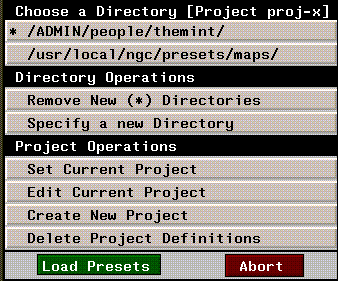 Choose a Directory [Project proj-x]
* /ADMIN/people/themint/
/usr/local/ngc/presets/maps/
Directory Operations
Remove New (*) Directories
Specify a new Directory
Project Operations
Set Current Project
Edit Current Project
Create New Project
Delete Project Definitions
Load Presets Abort